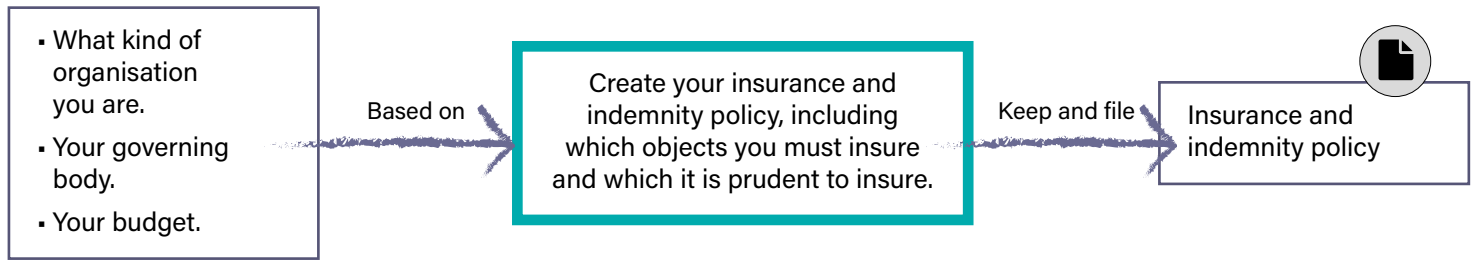 ▪ What kind of
organisation
you are.
▪ Your governing
body.
▪ Your budget.
Based on
Create your insurance and
indemnity policy, including
which objects you must insure
and which it is prudent to insure.
Keep and file
Insurance and
indemnity policy